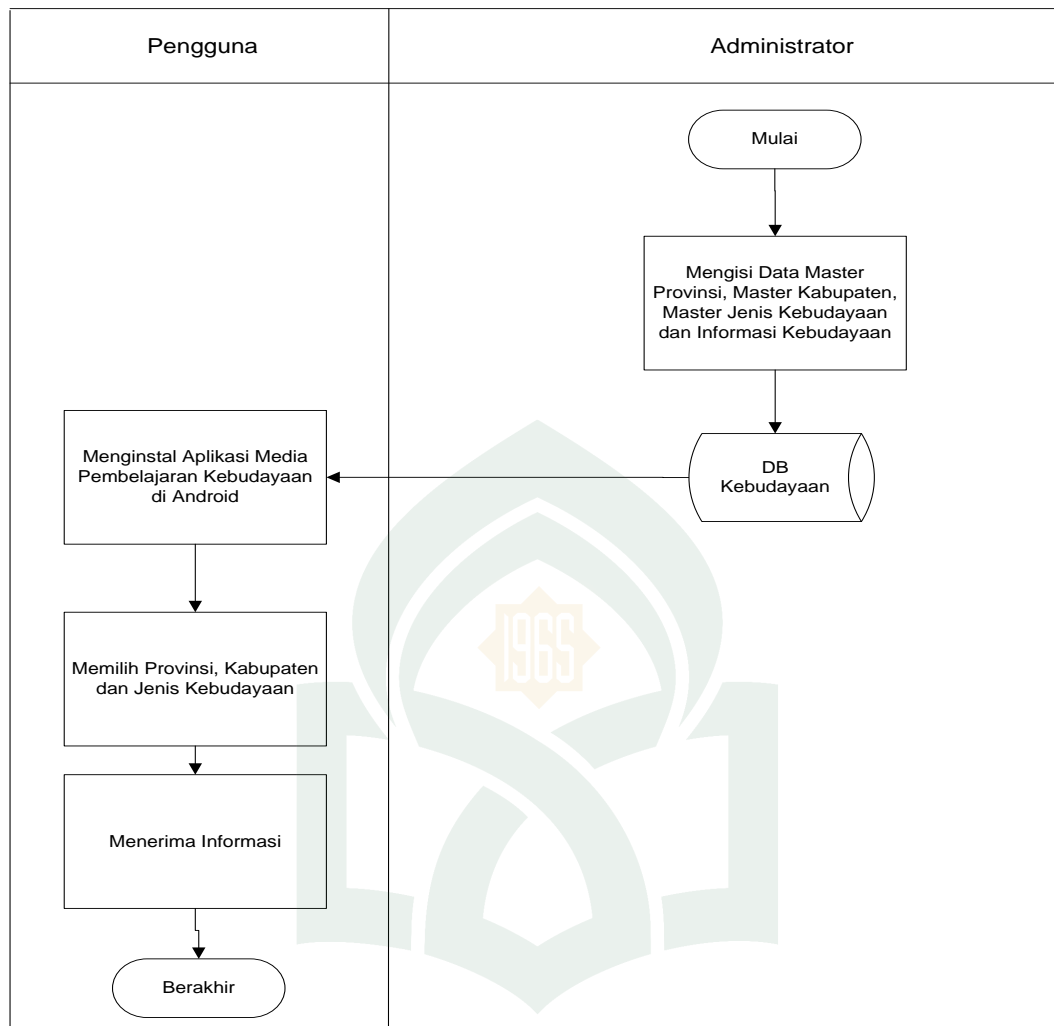 Pengguna
Administrator
Mulai
Mengisi Data Master
Provinsi, Master Kabupaten,
Master Jenis Kebudayaan
dan Informasi Kebudayaan
DB
Kebudayaan
Menginstal Aplikasi Media
Pembelajaran Kebudayaan
di Android
Memilih Provinsi, Kabupaten
dan Jenis Kebudayaan
Menerima Informasi
Berakhir
1965